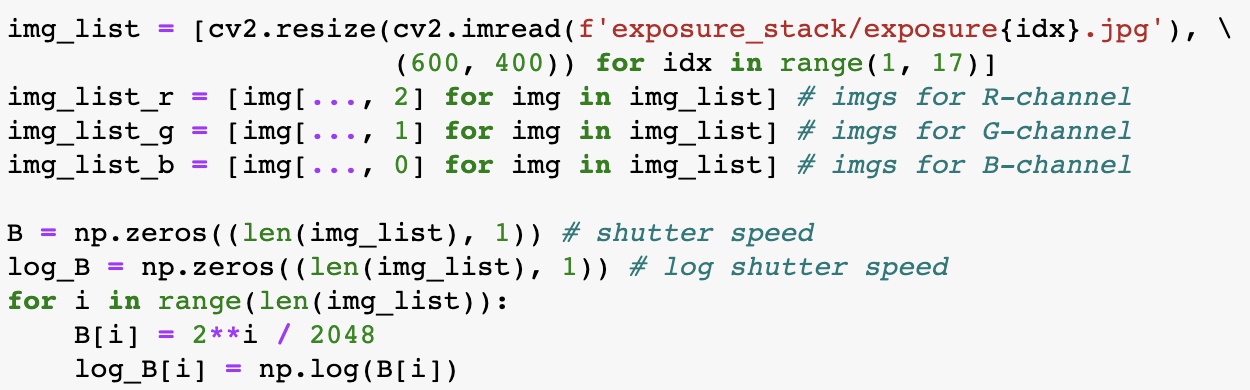 img_list = [cv2.resize(cv2.imread(f'exposure_stack/exposure{idx}.jpg'), \
                       (600, 400)) for idx in range(1, 17)]
img_list_r = [img[..., 2] for img in img_list] # imgs for R-channel
img_list_g = [img[..., 1] for img in img_list] # imgs for G-channel
img_list_b = [img[..., 0] for img in img_list] # imgs for B-channel

B = np.zeros((len(img_list), 1)) # shutter speed
log_B = np.zeros((len(img_list), 1)) # log shutter speed
for i in range(len(img_list)):
    B[i] = 2**i / 2048
    log_B[i] = np.log(B[i])